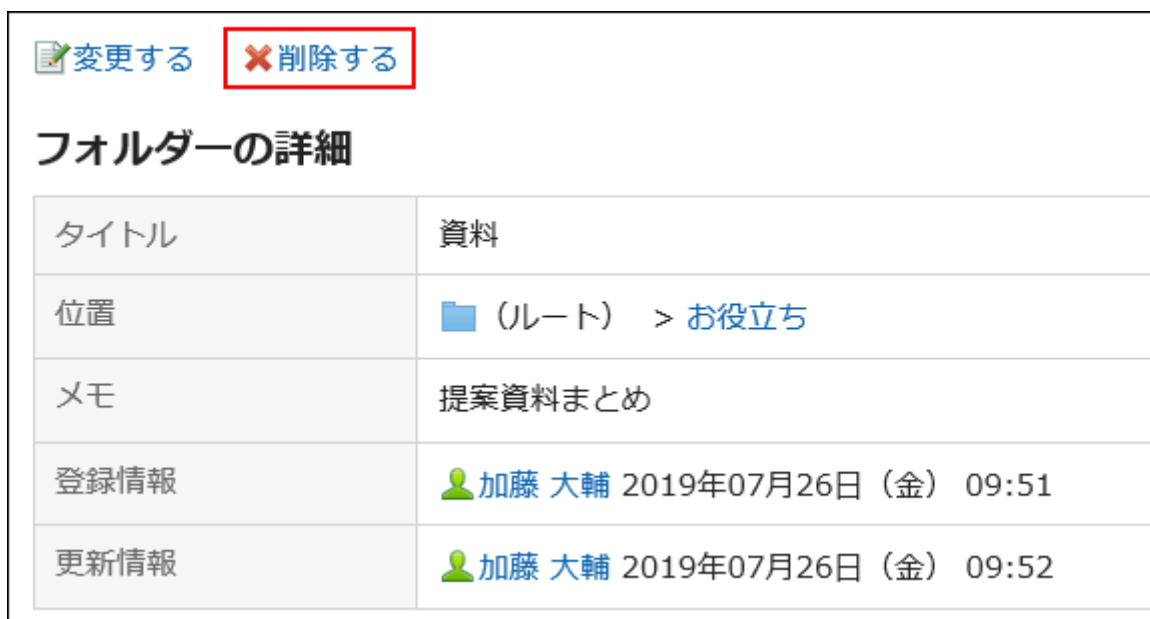 変更する 削除する
フォルダーの詳細
タイトル 資料
位置 (ルート) > お役立ち
メモ 提案資料まとめ
登録情報 加藤 大輔 2019年07月26日(金) 09:51
更新情報 加藤 大輔 2019年07月26日(金) 09:52